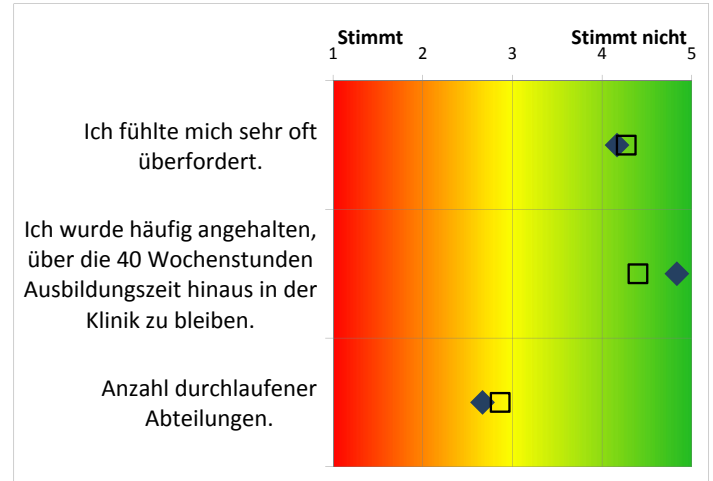 Stimmt Stimmt nicht
1 2 3 4 5
Ich fühlte mich sehr oft
überfordert.
Ich wurde häufig angehalten,
über die 40 Wochenstunden
Ausbildungszeit hinaus in der
Klinik zu bleiben.
Anzahl durchlaufener
Abteilungen.